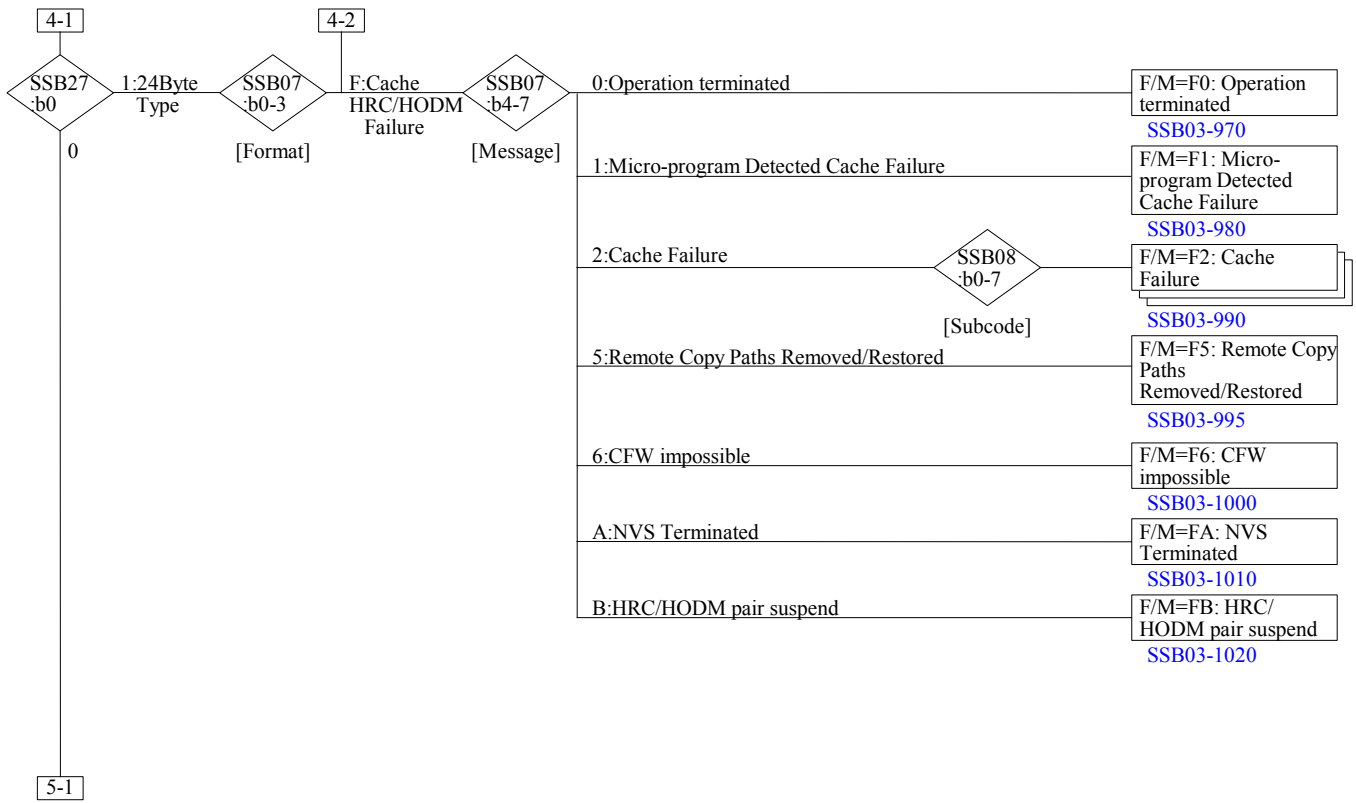 4-1
4-2
SSB27
:b0
1:24Byte
Type
SSB07
:b0-3
F:Cache
HRC/HODM
Failure
SSB07
:b4-7
0
[Format]
[Message]
0:Operation terminated
F/M=F0: Operation
terminated
SSB03-970
1:Micro-program Detected Cache Failure
F/M=F1: Micro-
program Detected
Cache Failure
SSB03-980
2:Cache Failure
SSB08
:b0-7
[Subcode]
F/M=F2: Cache
Failure
SSB03-990
5:Remote Copy Paths Removed/Restored
F/M=F5: Remote Copy
Paths
Removed/Restored
SSB03-995
6:CFW impossible
F/M=F6: CFW
impossible
SSB03-1000
A:NVS Terminated
F/M=FA: NVS
Terminated
SSB03-1010
B:HRC/HODM pair suspend
F/M=FB: HRC/
HODM pair suspend
SSB03-1020
5-1